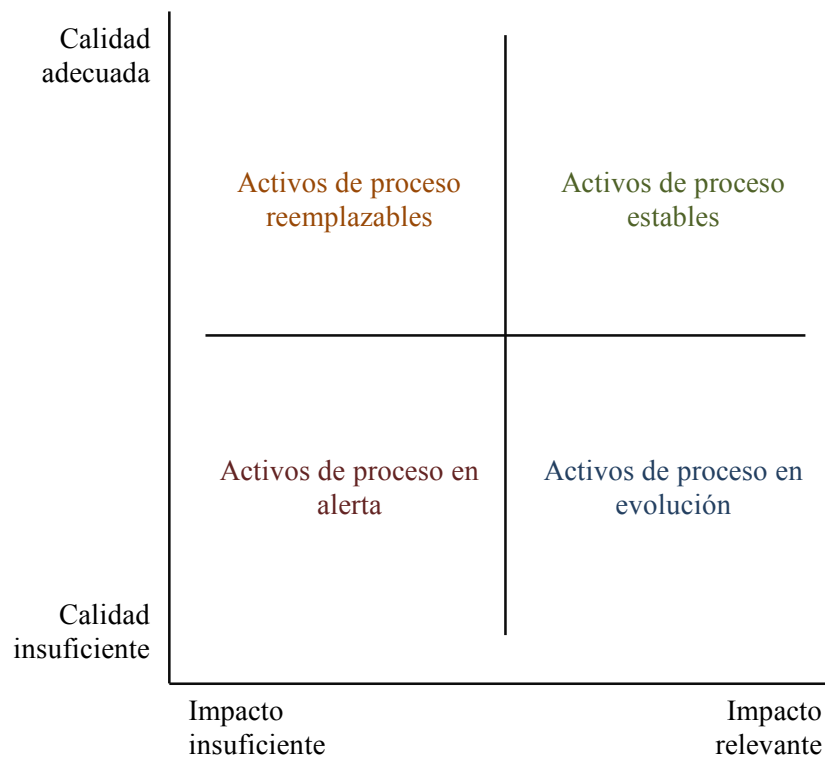 Calidad
adecuada
Activos de proceso
reemplazables
Activos de proceso
estables
Activos de proceso en
alerta
Activos de proceso en
evolución
Calidad
insuficiente
Impacto
insuficiente
Impacto
relevante